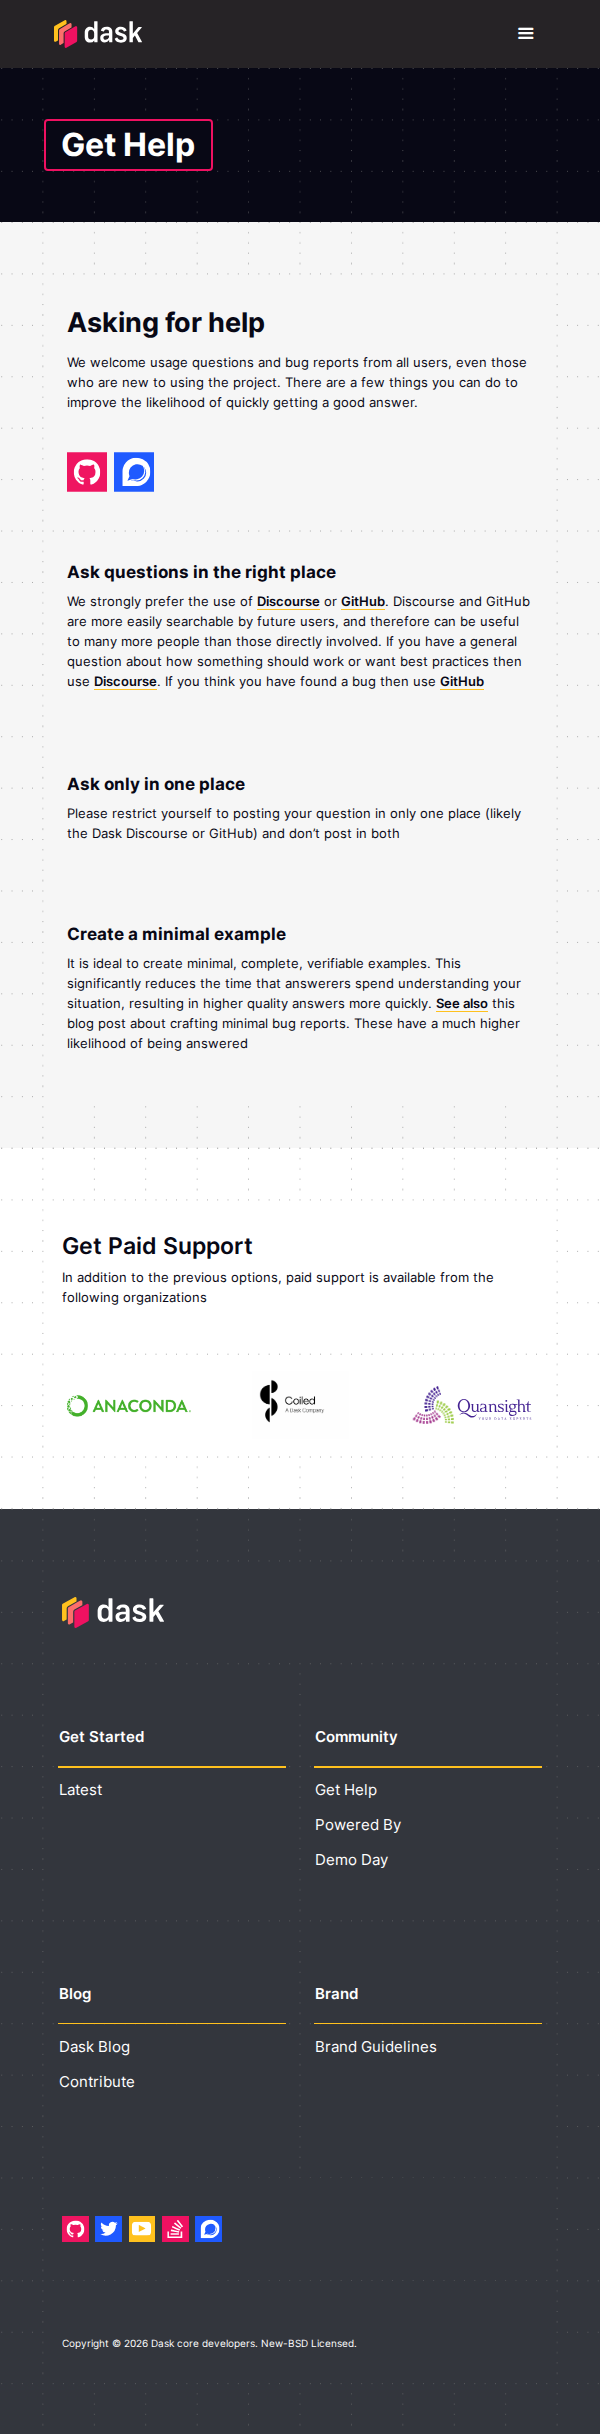 dask
Get Help
Asking for help
We welcome usage questions and bug reports from all users, even those
who are new to using the project. There are a few things you can do to
improve the likelihood of quickly getting a good answer.
Ask questions in the right place
We strongly prefer the use of Discourse or GitHub. Discourse and GitHub
are more easily searchable by future users, and therefore can be useful
to many more people than those directly involved. If you have a general
question about how something should work or want best practices then
use Discourse. If you think you have found a bug then use GitHub
Ask only in one place
Please restrict yourself to posting your question in only one place (likely
the Dask Discourse or GitHub) and don’t post in both
Create a minimal example
It is ideal to create minimal, complete, verifiable examples. This
significantly reduces the time that answerers spend understanding your
situation, resulting in higher quality answers more quickly. See also this
blog post about crafting minimal bug reports. These have a much higher
likelihood of being answered
Get Paid Support
In addition to the previous options, paid support is available from the
following organizations
ANACONDA.
Coiled
A Dask Company
Quansight
YOUR DATA EXPERTS
dask
Get Started
Latest
Community
Get Help
Powered By
Demo Day
Blog
Dask Blog
Contribute
Brand
Brand Guidelines
Copyright © 2026 Dask core developers. New-BSD Licensed.